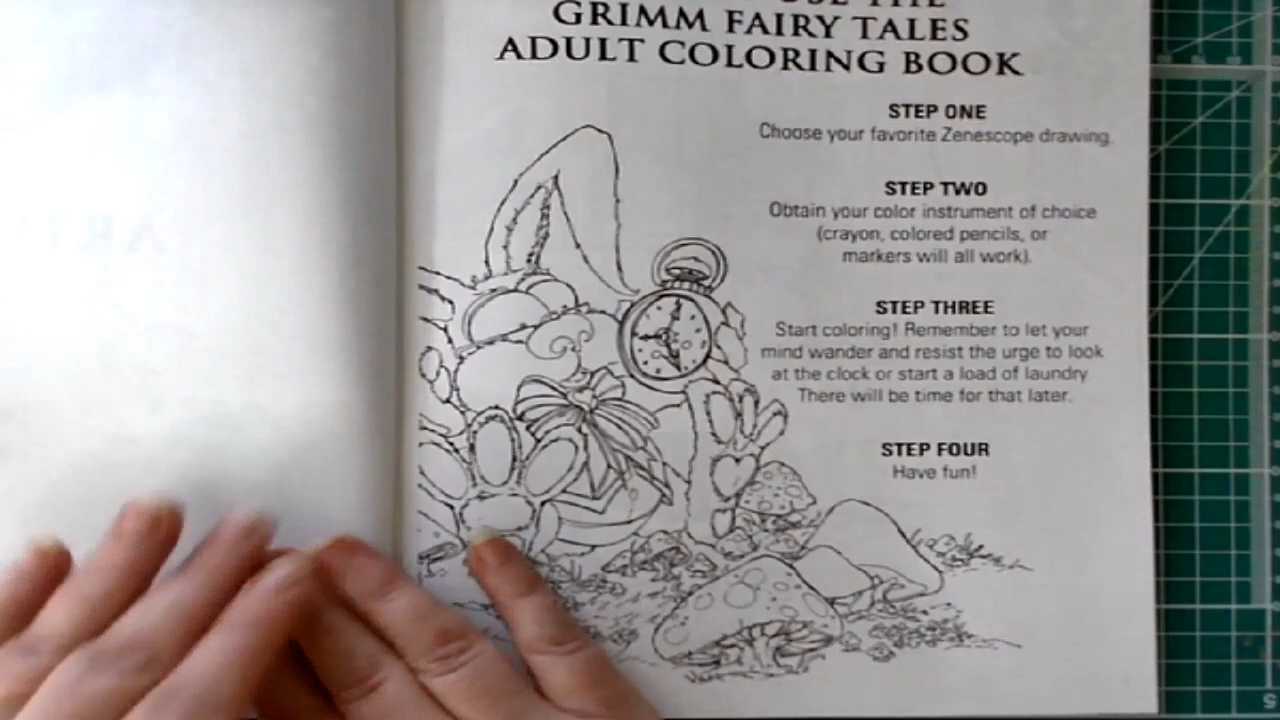 USE THE
GRIMM FAIRY TALES
ADULT COLORING BOOK
STEP ONE
Choose your favorite Zenescope drawing.
STEP TWO
Obtain your color instrument of choice
(crayon, colored pencils, or
markers will all work).
STEP THREE
Start coloring! Remember to let your
mind wander and resist the urge to look
at the clock or start a load of laundry
There will be time for that later.
STEP FOUR
Have fun!